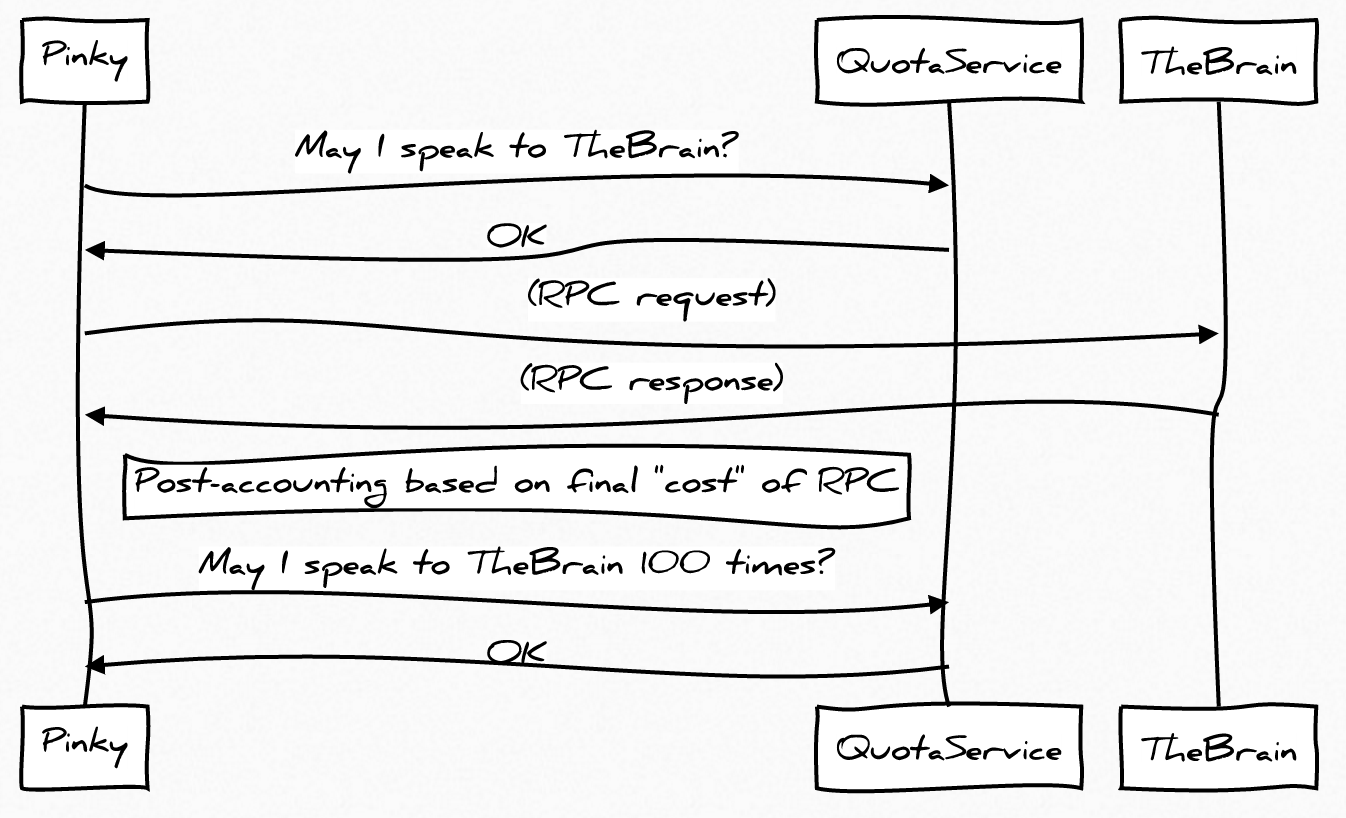 Pinky
QuotaService
TheBrain
May I speak to TheBrain?
OK
(RPC request)
(RPC response)
Post-accounting based on final "cost" of RPC
May I speak to TheBrain 100 times?
OK
Pinky
QuotaService
TheBrain